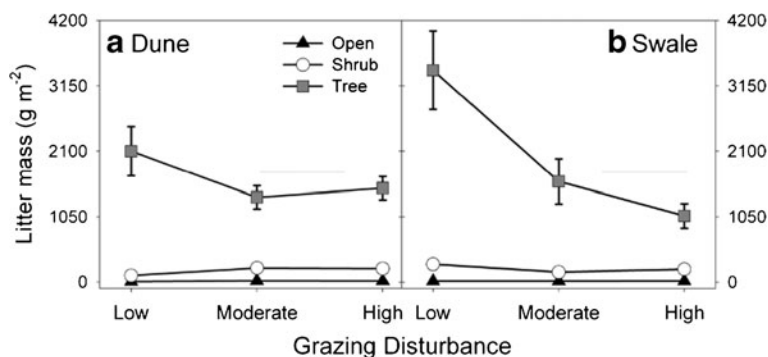 4200
3150
2100
1050
0
Litter mass (g m⁻²)
a Dune
Open
Shrub
Tree
b Swale
4200
3150
2100
1050
0
Low Moderate High Low Moderate High
Grazing Disturbance